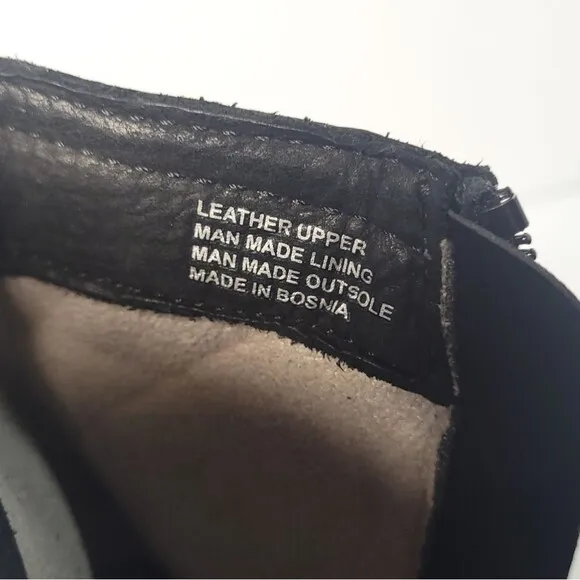 LEATHER UPPER
MAN MADE LINING
MAN MADE OUTSOLE
MADE IN BOSNIA